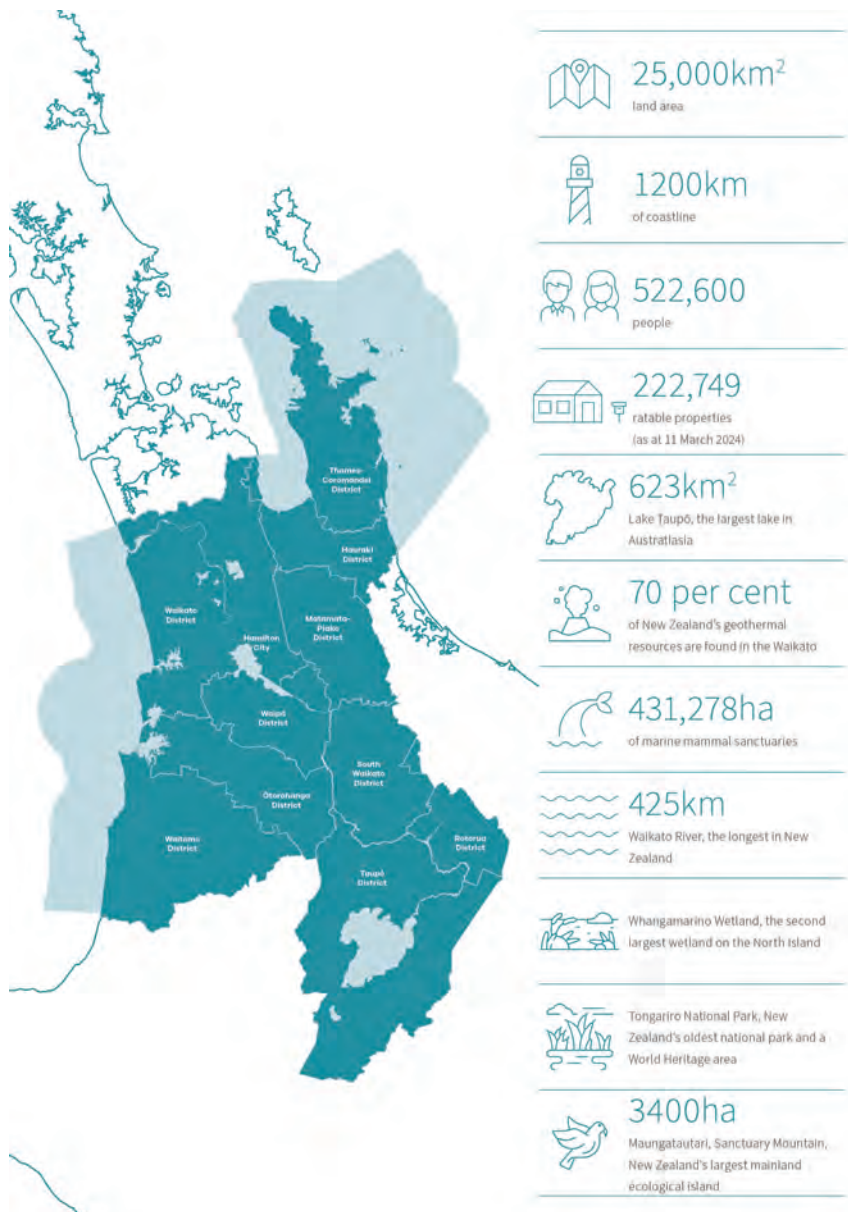 25,000km²
land area
1200km
of coastline
522,600
people
222,749
ratable properties
(as at 11 March 2024)
623km²
Lake Taupō, the largest lake in
Australasia
70 per cent
of New Zealand's geothermal
resources are found in the Waikato
431,278ha
of marine mammal sanctuaries
425km
Waikato River, the longest in New
Zealand
Whangamarino Wetland, the second
largest wetland on the North Island
Tongariro National Park, New
Zealand's oldest national park and a
World Heritage area
3400ha
Maungatautari, Sanctuary Mountain,
New Zealand's largest mainland
ecological island
Thames-
Coromandel
District
Hauraki
District
Waikato
District
Matamata-
Piako
District
Hamilton
City
Waipā
District
South
Waikato
District
Ōtorohanga
District
Waitomo
District
Rotorua
District
Taupō
District